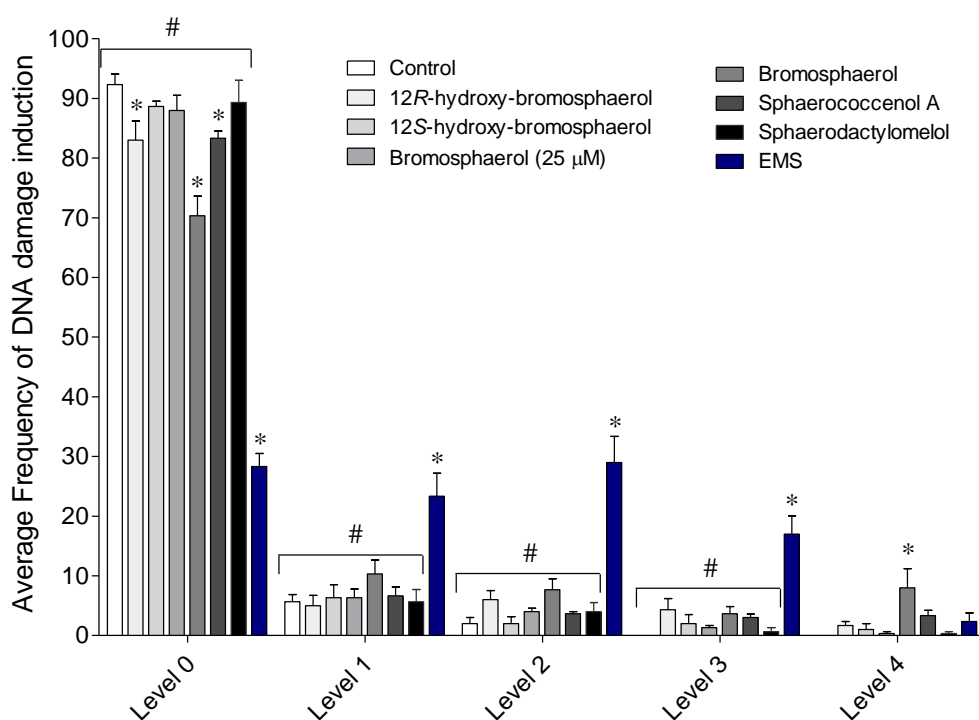 #
100
90
80
70
60
50
40
30
20
10
0
Average Frequency of DNA damage induction
Control
12R-hydroxy-bromosphaerol
12S-hydroxy-bromosphaerol
Bromosphaerol (25 μM)
Bromosphaerol
Sphaerococcenol A
Sphaerodactylomelol
EMS
*
*
*
*
*
*
*
*
#
#
#
Level 0
Level 1
Level 2
Level 3
Level 4